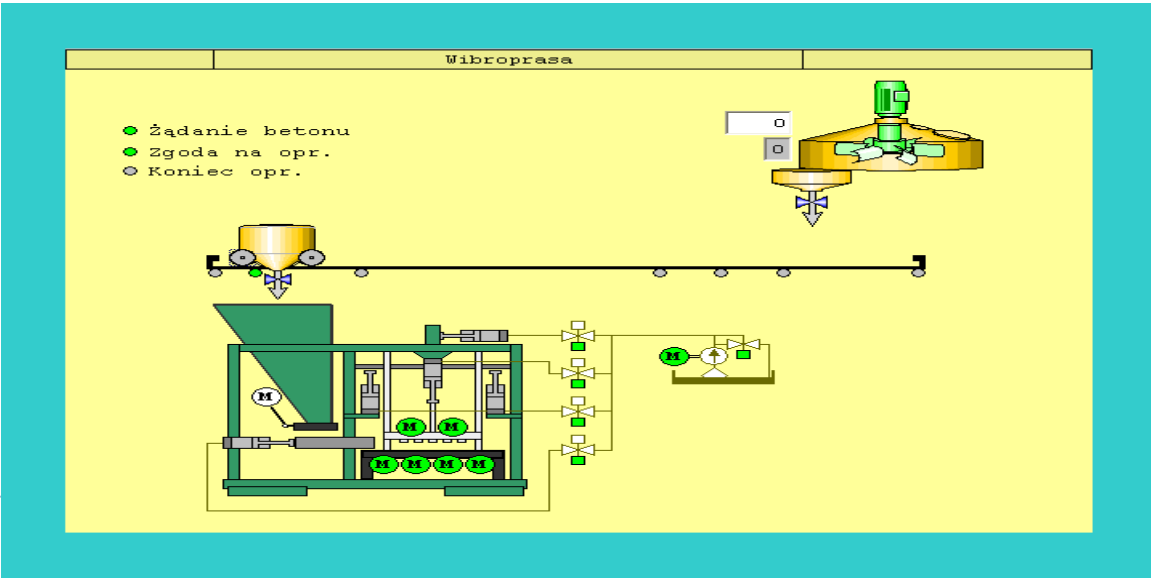 Wibroprasa
Żądanie betonu
Zgoda na opr.
Koniec opr.
0
0
M
M
M M
M M M M